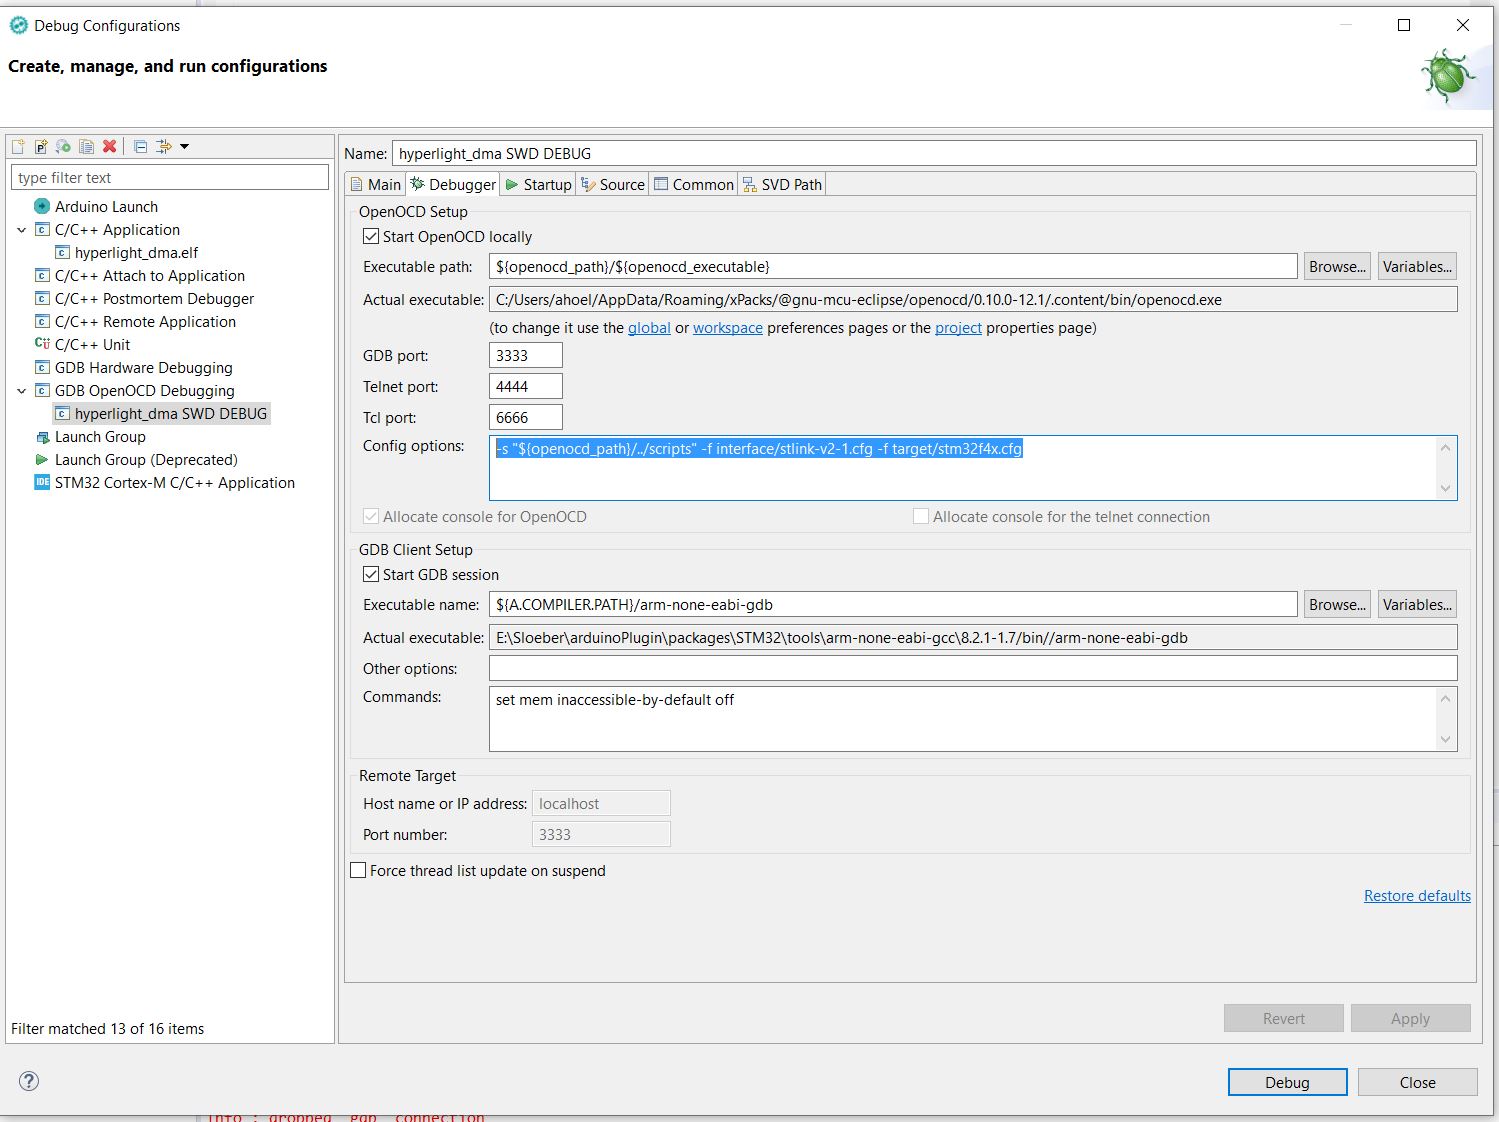 Debug Configurations
Create, manage, and run configurations
type filter text
Arduino Launch
C/C++ Application
hyperlight_dma.elf
C/C++ Attach to Application
C/C++ Postmortem Debugger
C/C++ Remote Application
C/C++ Unit
GDB Hardware Debugging
GDB OpenOCD Debugging
hyperlight_dma SWD DEBUG
Launch Group
Launch Group (Deprecated)
IDE STM32 Cortex-M C/C++ Application
Filter matched 13 of 16 items
Name: hyperlight_dma SWD DEBUG
Main Debugger Startup Source Common SVD Path
OpenOCD Setup
Start OpenOCD locally
Executable path: ${openocd_path}/${openocd_executable} Browse... Variables...
Actual executable: C:/Users/ahoel/AppData/Roaming/xPacks/@gnu-mcu-eclipse/openocd/0.10.0-12.1/.content/bin/openocd.exe
(to change it use the global or workspace preferences pages or the project properties page)
GDB port: 3333
Telnet port: 4444
Tcl port: 6666
Config options: -s "${openocd_path}/../scripts" -f interface/stlink-v2-1.cfg -f target/stm32f4x.cfg
Allocate console for OpenOCD Allocate console for the telnet connection
GDB Client Setup
Start GDB session
Executable name: ${A.COMPILER.PATH}/arm-none-eabi-gdb Browse... Variables...
Actual executable: E:\Sloeber\arduinoPlugin\packages\STM32\tools\arm-none-eabi-gcc\8.2.1-1.7/bin//arm-none-eabi-gdb
Other options:
Commands: set mem inaccessible-by-default off
Remote Target
Host name or IP address: localhost
Port number: 3333
Force thread list update on suspend
Restore defaults
Revert Apply
Debug Close
Info : dropped 'gdb' connection